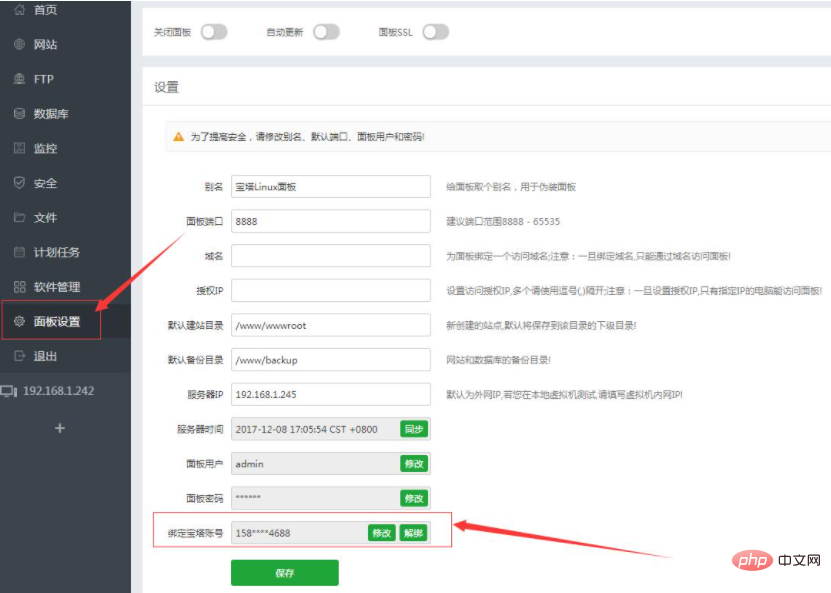 首页
网站
FTP
数据库
监控
安全
文件
计划任务
软件管理
面板设置
退出
192.168.1.242
+
关闭面板 自动更新 面板SSL
设置
为了提高安全，请修改别名、默认端口、面板用户和密码!
别名 宝塔Linux面板 给面板取个别名，用于伪装面板
面板端口 8888 建议端口范围8888 - 65535
域名 为面板绑定一个访问域名;注意：一旦绑定域名,只能通过域名访问面板!
授权IP 设置访问授权IP,多个请使用逗号(,)隔开;注意：一旦设置授权IP,只有指定IP的电脑能访问面板!
默认建站目录 /www/wwwroot 新创建的站点,默认将保存到该目录的下级目录!
默认备份目录 /www/backup 网站和数据库的备份目录!
服务器IP 192.168.1.245 默认为外网IP,若您在本地虚拟机测试,请填写虚拟机内网IP!
服务器时间 2017-12-08 17:05:54 CST +0800 同步
面板用户 admin 修改
面板密码 ****** 修改
绑定宝塔账号 158****4688 修改 解绑
保存
php 中文网